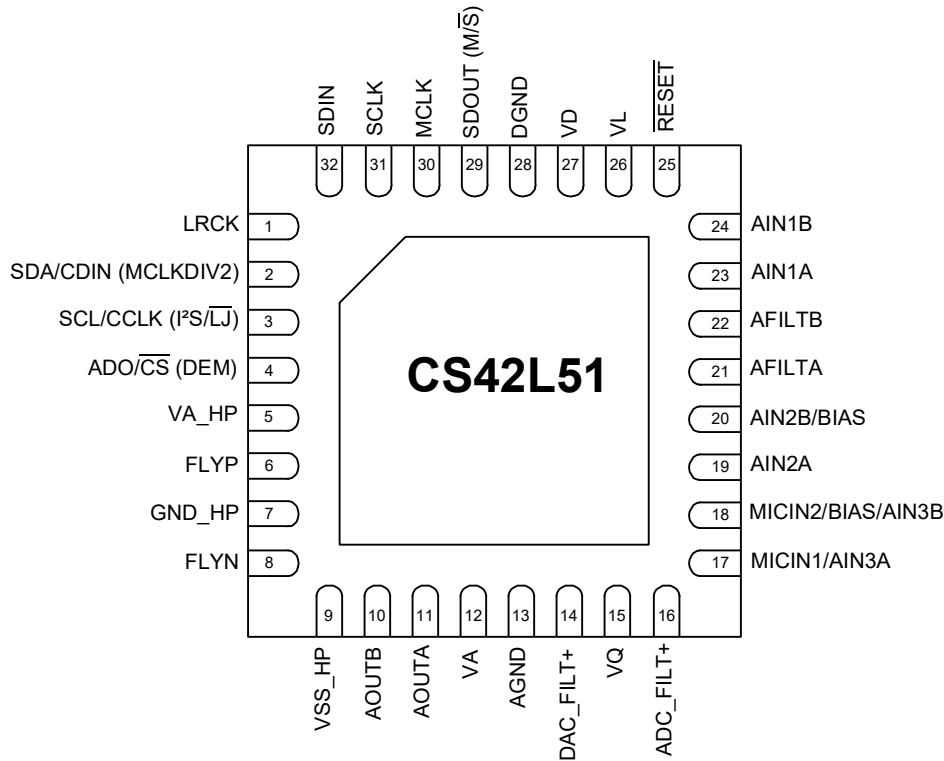 SDIN
SCLK
MCLK
SDOUT (M/S̅)
DGND
VD
VL
R̅E̅S̅E̅T̅
32
31
30
29
28
27
26
25
LRCK
1
SDA/CDIN (MCLKDIV2)
2
SCL/CCLK (I²S/L̅J̅)
3
ADO/C̅S̅ (DEM)
4
VA_HP
5
FLYP
6
GND_HP
7
FLYN
8
CS42L51
24
AIN1B
23
AIN1A
22
AFILTB
21
AFILTA
20
AIN2B/BIAS
19
AIN2A
18
MICIN2/BIAS/AIN3B
17
MICIN1/AIN3A
9
10
11
12
13
14
15
16
VSS_HP
AOUTB
AOUTA
VA
AGND
DAC_FILT+
VQ
ADC_FILT+